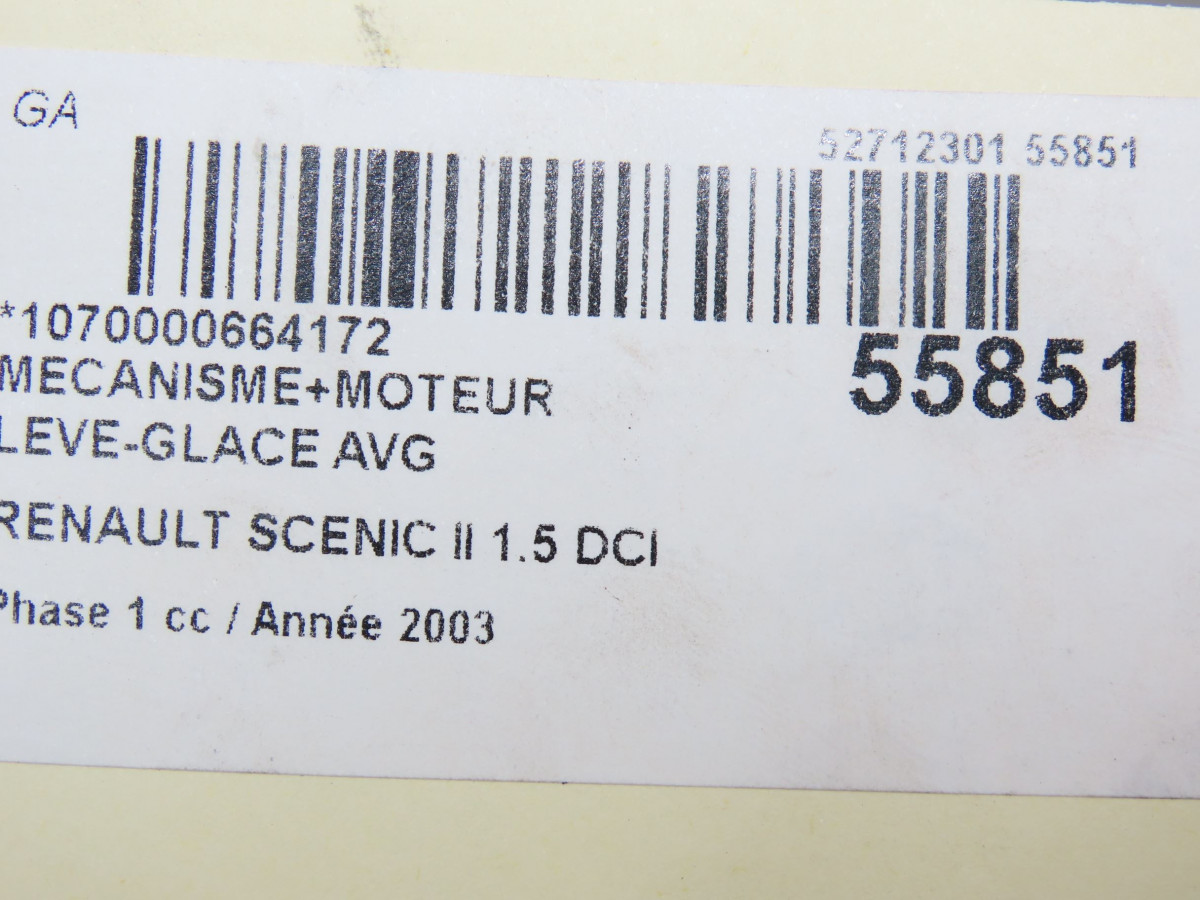 GA
52712301 55851
*1070000664172
55851
MECANISME+MOTEUR
LEVE-GLACE AVG
RENAULT SCENIC II 1.5 DCI
Phase 1 cc / Année 2003